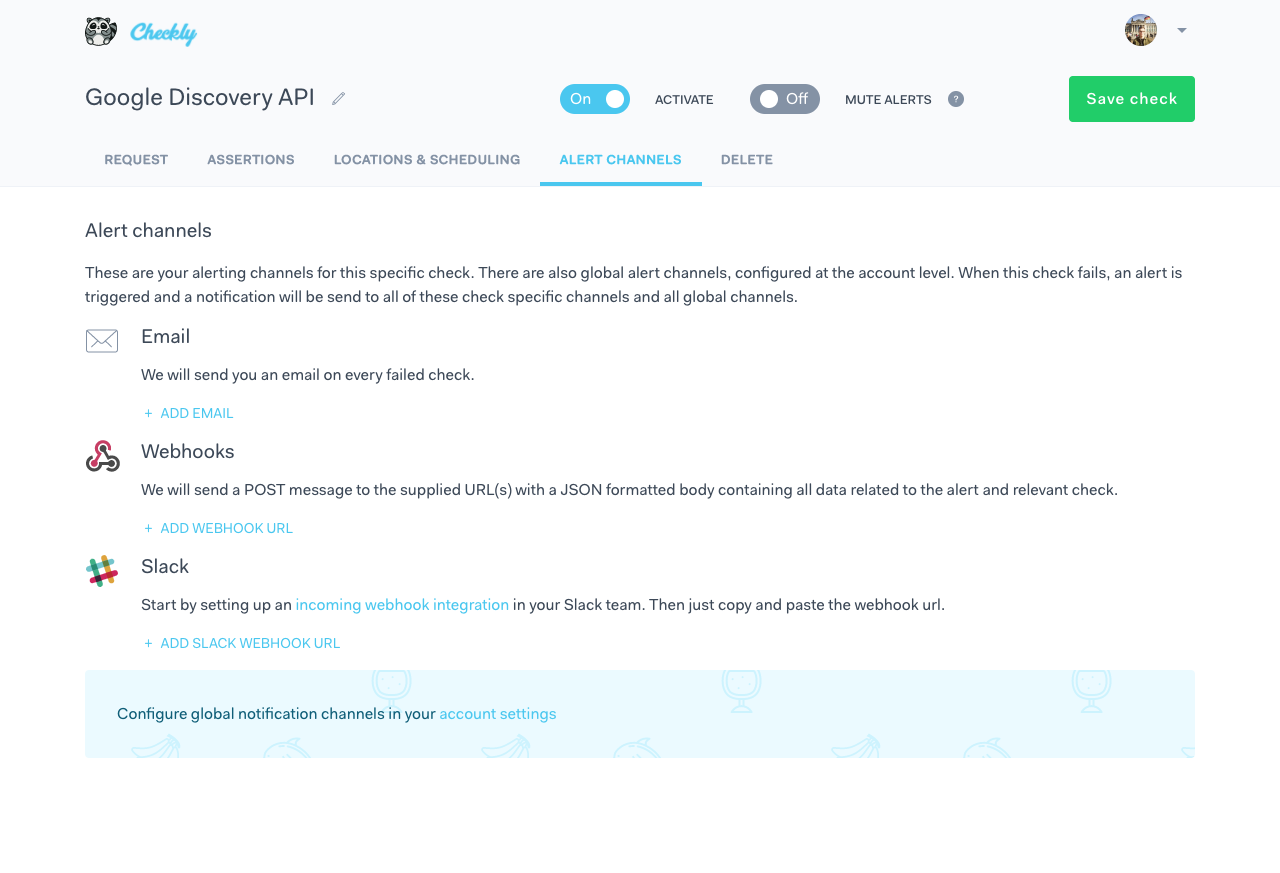 Checkly
Google Discovery API
On ACTIVATE Off MUTE ALERTS ? Save check
REQUEST ASSERTIONS LOCATIONS & SCHEDULING ALERT CHANNELS DELETE
Alert channels
These are your alerting channels for this specific check. There are also global alert channels, configured at the account level. When this check fails, an alert is
triggered and a notification will be send to all of these check specific channels and all global channels.
Email
We will send you an email on every failed check.
+ ADD EMAIL
Webhooks
We will send a POST message to the supplied URL(s) with a JSON formatted body containing all data related to the alert and relevant check.
+ ADD WEBHOOK URL
Slack
Start by setting up an incoming webhook integration in your Slack team. Then just copy and paste the webhook url.
+ ADD SLACK WEBHOOK URL
Configure global notification channels in your account settings